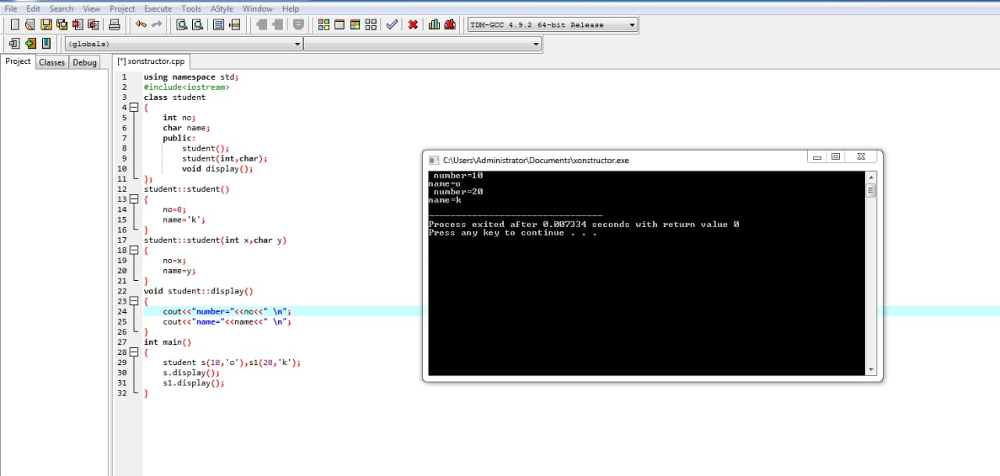 File Edit Search View Project Execute Tools AStyle Window Help
TDM-GCC 4.9.2 64-bit Release
(globals)
Project Classes Debug
[*] xonstructor.cpp
1 using namespace std;
2 #include<iostream>
3 class student
4 {
5 int no;
6 char name;
7 public:
8 student();
9 student(int,char);
10 void display();
11 };
12 student::student()
13 {
14 no=0;
15 name='k';
16 }
17 student::student(int x,char y)
18 {
19 no=x;
20 name=y;
21 }
22 void student::display()
23 {
24 cout<<"number="<<no<<" \n";
25 cout<<"name="<<name<<" \n";
26 }
27 int main()
28 {
29 student s(10,'o'),s1(20,'k');
30 s.display();
31 s1.display();
32 }
C:\Users\Administrator\Documents\xonstructor.exe
number=10
name=o
number=20
name=k
--------------------------------
Process exited after 0.007334 seconds with return value 0
Press any key to continue . . .